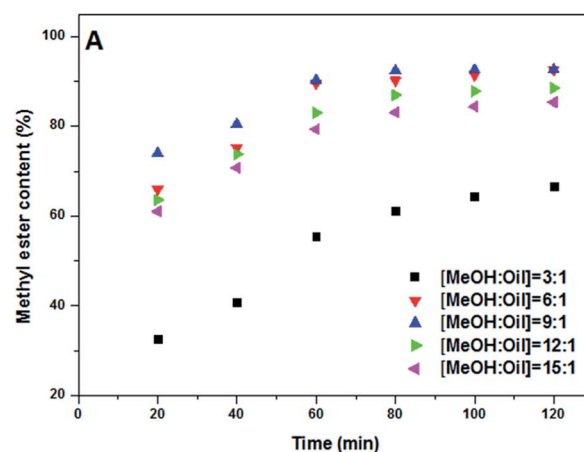 A
100
80
60
40
20
Methyl ester content (%)
[MeOH:Oil]=3:1
[MeOH:Oil]=6:1
[MeOH:Oil]=9:1
[MeOH:Oil]=12:1
[MeOH:Oil]=15:1
0 20 40 60 80 100 120
Time (min)